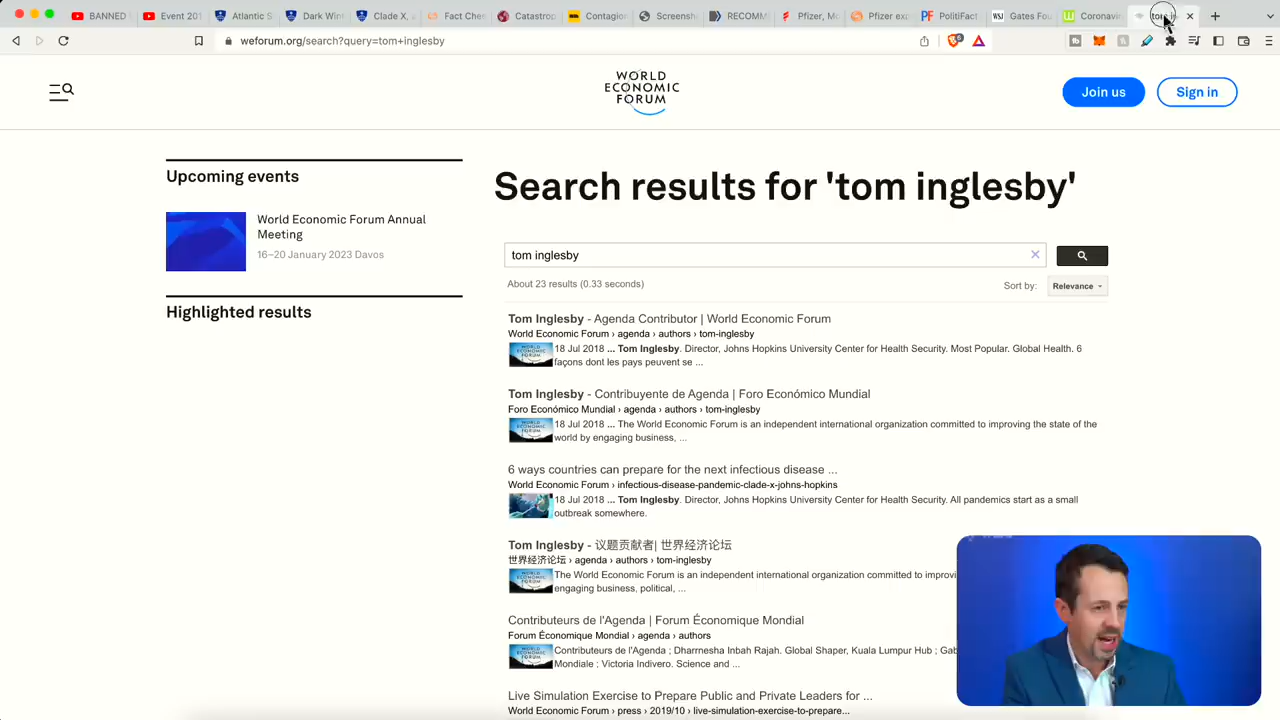 BANNED
Event 201
Atlantic S
Dark Wint
Clade X, a
Fact Chec
Catastrop
Contagion
Screensh
RECOMM
Pfizer, Mo
Pfizer exp
PolitiFact
Gates Fou
Coronavir
weforum.org/search?query=tom+inglesby
WORLD
ECONOMIC
FORUM
Join us
Sign in
Upcoming events
World Economic Forum Annual
Meeting
16–20 January 2023 Davos
Highlighted results
Search results for 'tom inglesby'
tom inglesby
About 23 results (0.33 seconds)
Sort by:
Relevance
Tom Inglesby - Agenda Contributor | World Economic Forum
World Economic Forum › agenda › authors › tom-inglesby
18 Jul 2018 ... Tom Inglesby. Director, Johns Hopkins University Center for Health Security. Most Popular. Global Health. 6
façons dont les pays peuvent se ...
Tom Inglesby - Contribuyente de Agenda | Foro Económico Mundial
Foro Económico Mundial › agenda › authors › tom-inglesby
18 Jul 2018 ... The World Economic Forum is an independent international organization committed to improving the state of the
world by engaging business, ...
6 ways countries can prepare for the next infectious disease ...
World Economic Forum › infectious-disease-pandemic-clade-x-johns-hopkins
18 Jul 2018 ... Tom Inglesby. Director, Johns Hopkins University Center for Health Security. All pandemics start as a small
outbreak somewhere.
Tom Inglesby - 议题贡献者| 世界经济论坛
世界经济论坛 › agenda › authors › tom-inglesby
The World Economic Forum is an independent international organization committed to improvi
engaging business, political, ...
Contributeurs de l'Agenda | Forum Économique Mondial
Forum Économique Mondial › agenda › authors
Contributeurs de l'Agenda ; Dharrnesha Inbah Rajah. Global Shaper, Kuala Lumpur Hub ; Gab
Mondiale ; Victoria Indivero. Science and ...
Live Simulation Exercise to Prepare Public and Private Leaders for ...
World Economic Forum › press › 2019/10 › live-simulation-exercise-to-prepare...